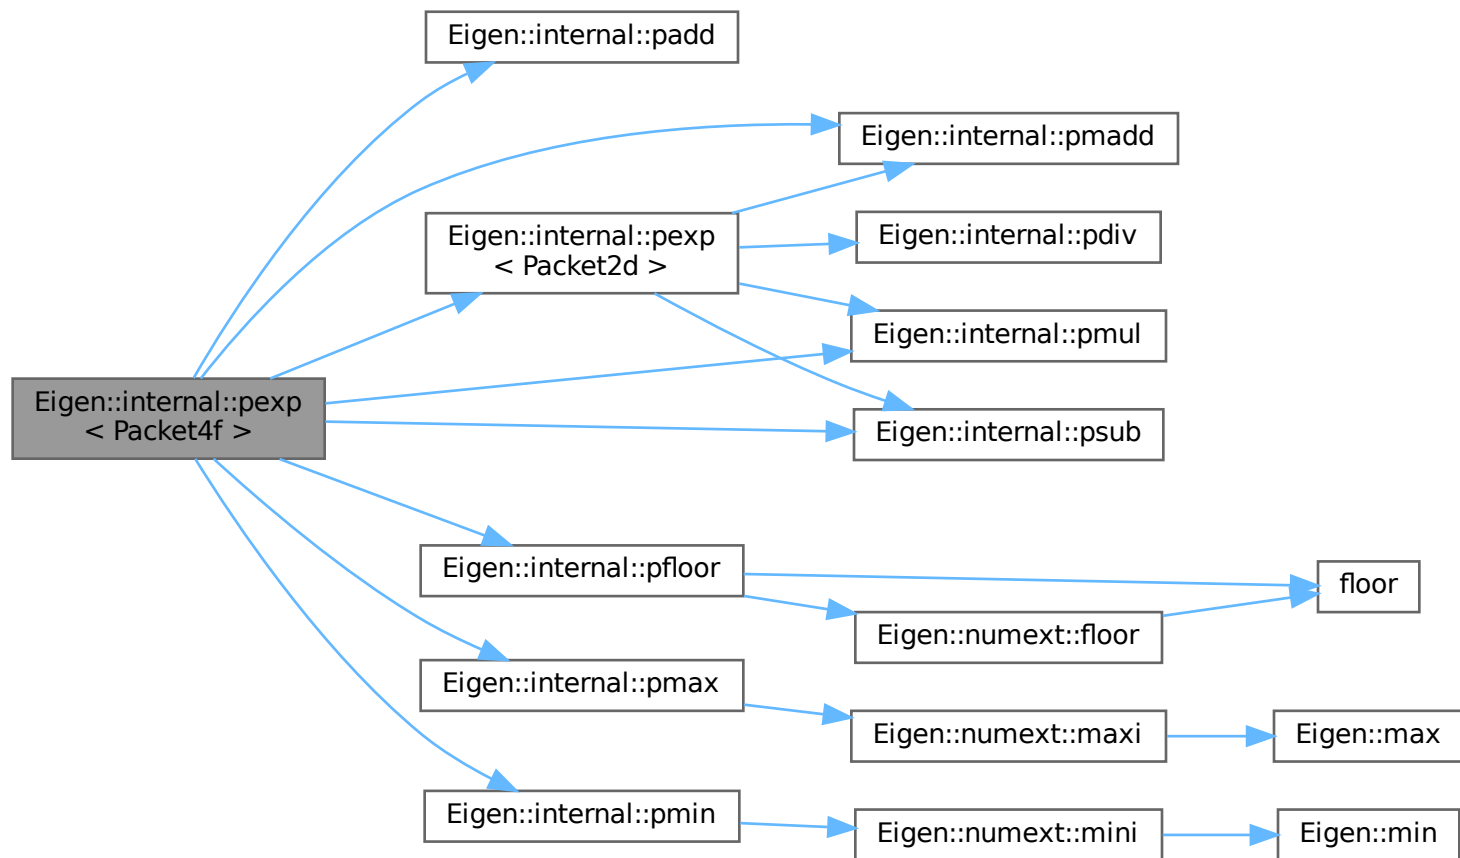 Eigen::internal::padd
Eigen::internal::pmadd
Eigen::internal::pexp
< Packet2d >
Eigen::internal::pdiv
Eigen::internal::pmul
Eigen::internal::pexp
< Packet4f >
Eigen::internal::psub
Eigen::internal::pfloor
floor
Eigen::numext::floor
Eigen::internal::pmax
Eigen::numext::maxi
Eigen::max
Eigen::internal::pmin
Eigen::numext::mini
Eigen::min